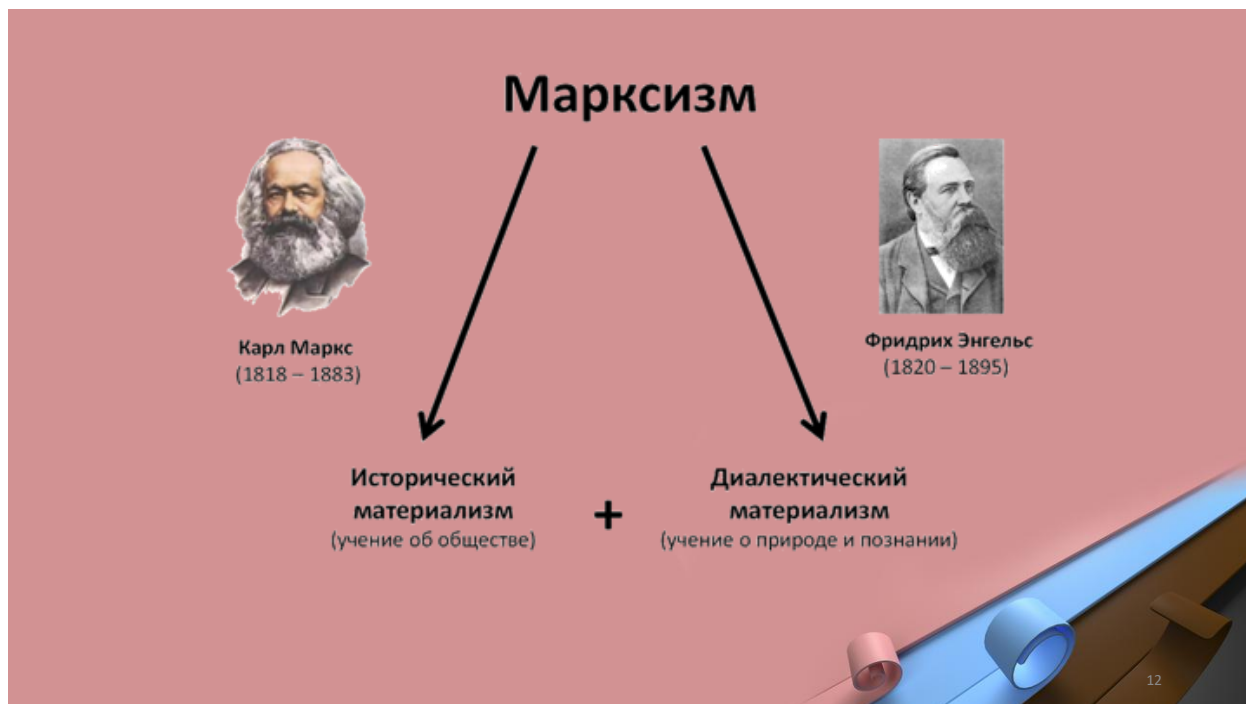 Марксизм
Карл Маркс
(1818 – 1883)
Фридрих Энгельс
(1820 – 1895)
Исторический
материализм
(учение об обществе)
+
Диалектический
материализм
(учение о природе и познании)
12